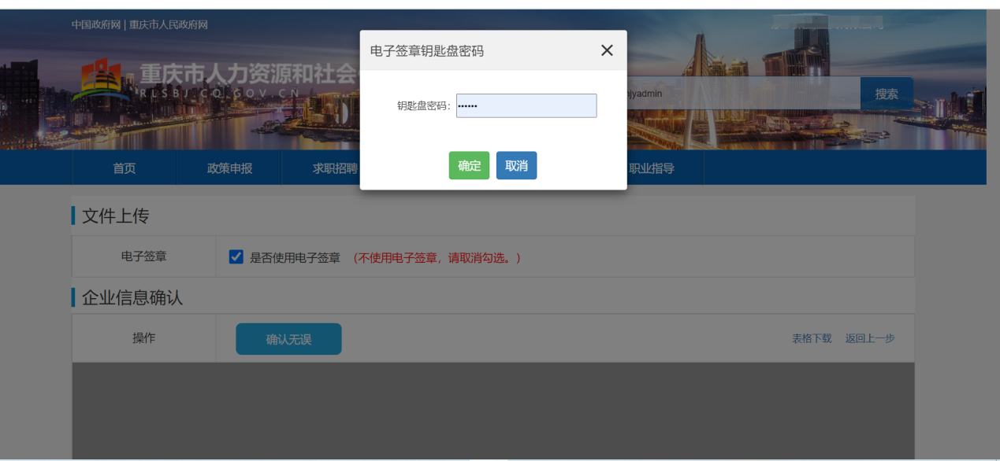 中国政府网 | 重庆市人民政府网
电子签章钥匙盘密码
重庆市人力资源和社会
RLSBJ.CQ.GOV.CN
钥匙盘密码：
jyadmin
搜索
确定 取消
首页 政策申报 求职招聘 职业指导
文件上传
电子签章 是否使用电子签章 （不使用电子签章，请取消勾选。）
企业信息确认
操作 确认无误 表格下载 返回上一步